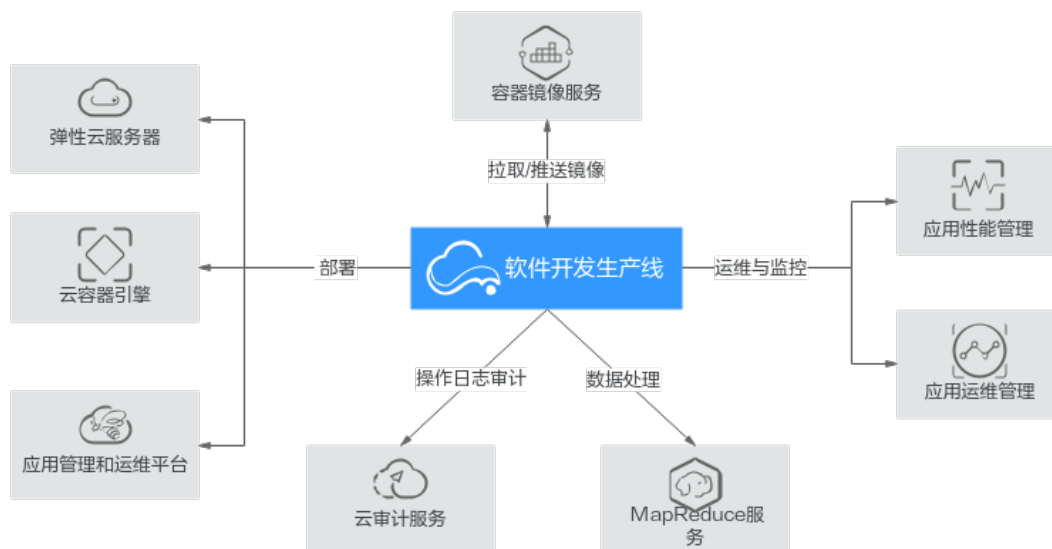 容器镜像服务
弹性云服务器
拉取/推送镜像
应用性能管理
部署
软件开发生产线
运维与监控
云容器引擎
操作日志审计
数据处理
应用运维管理
应用管理和运维平台
云审计服务
MapReduce服
务